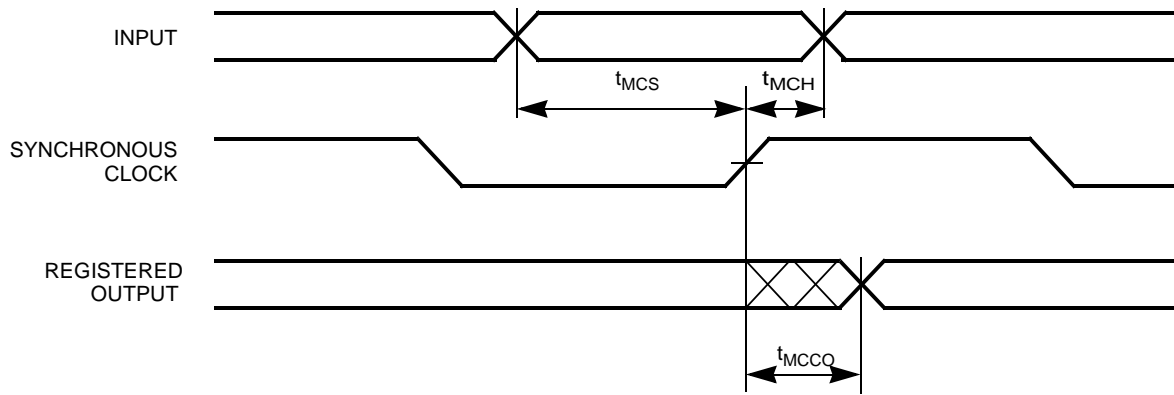 INPUT
tMCS
tMCH
SYNCHRONOUS
CLOCK
REGISTERED
OUTPUT
tMCCO